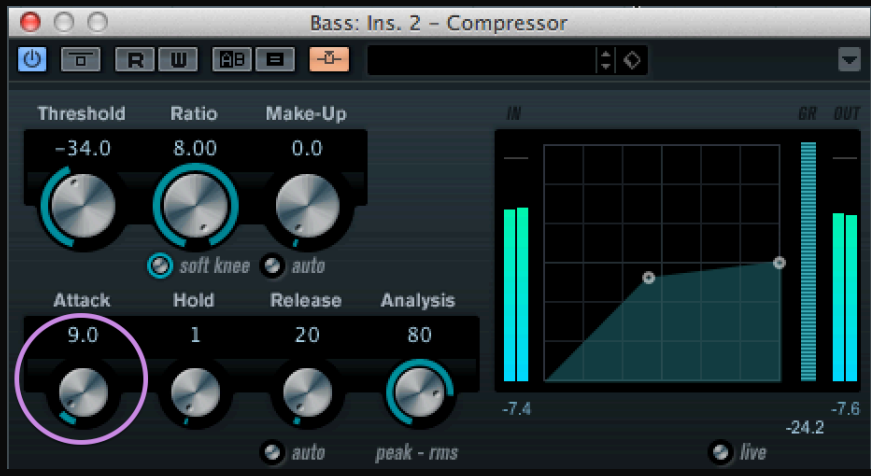 Bass: Ins. 2 – Compressor
R W AB
Threshold Ratio Make-Up
-34.0 8.00 0.0
soft knee auto
Attack Hold Release Analysis
9.0 1 20 80
auto peak - rms
IN GR OUT
-7.4 -24.2 -7.6
live